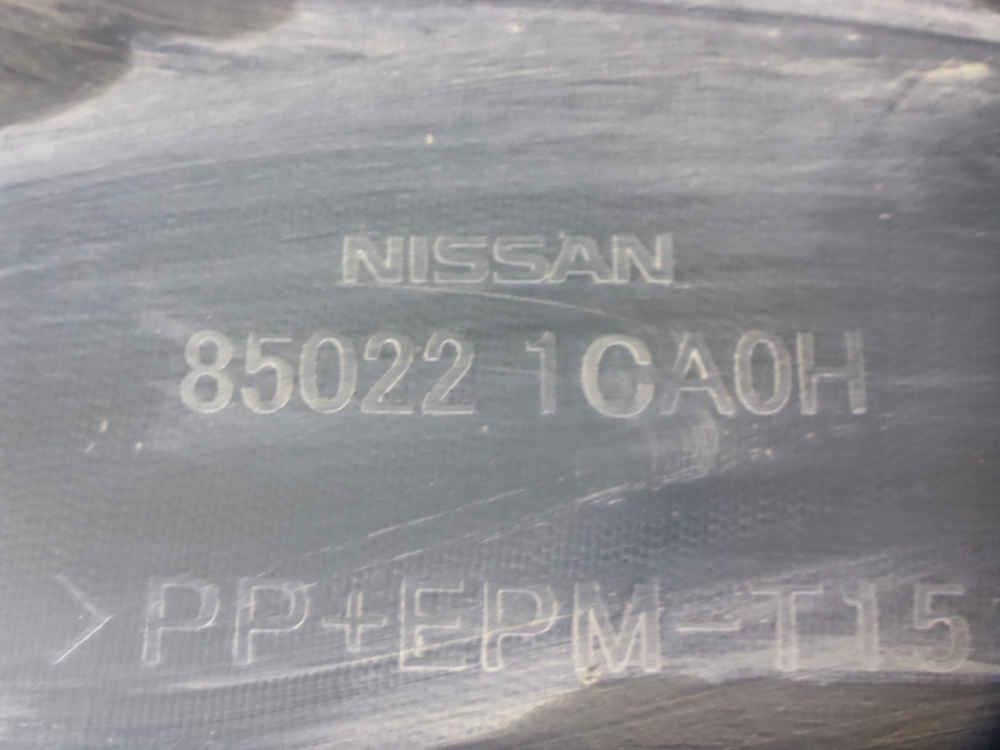 NISSAN
85022 1CA0H
>PP+EPM-T15